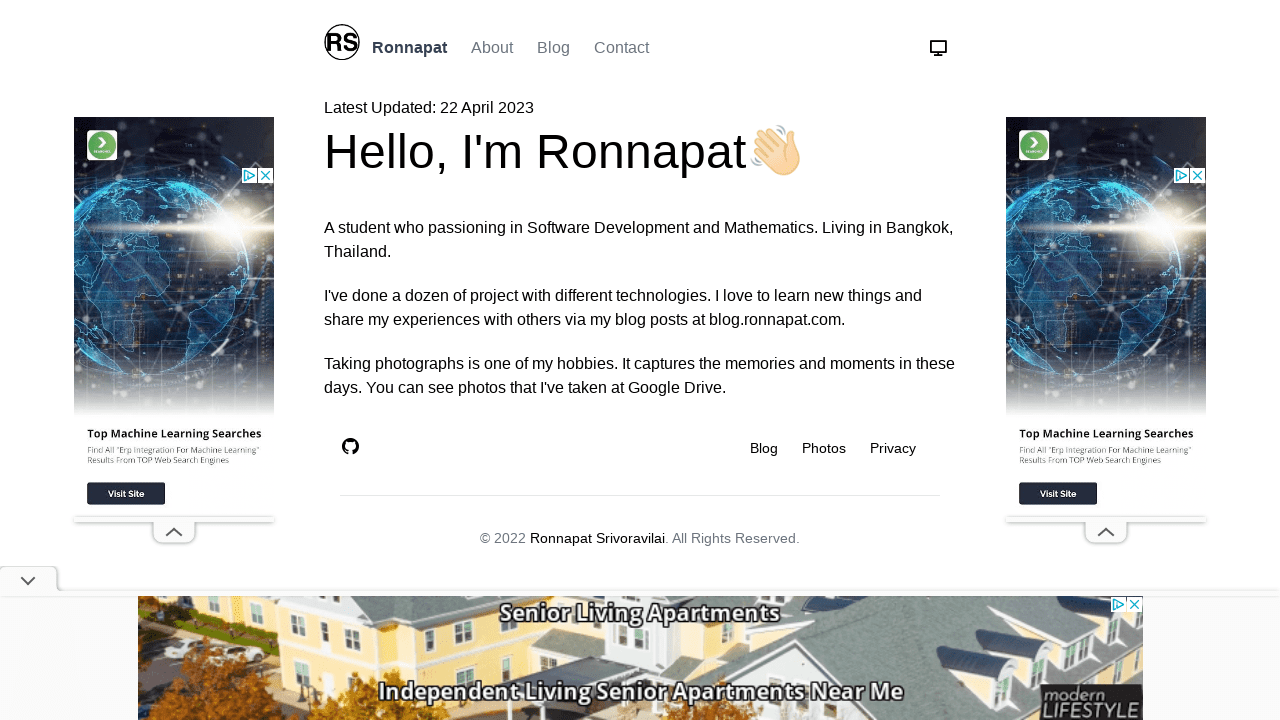 RS
Ronnapat About Blog Contact
Latest Updated: 22 April 2023
Hello, I'm Ronnapat
A student who passioning in Software Development and Mathematics. Living in Bangkok,
Thailand.
I've done a dozen of project with different technologies. I love to learn new things and
share my experiences with others via my blog posts at blog.ronnapat.com.
Taking photographs is one of my hobbies. It captures the memories and moments in these
days. You can see photos that I've taken at Google Drive.
Blog Photos Privacy
© 2022 Ronnapat Srivoravilai. All Rights Reserved.
Top Machine Learning Searches
Find All "Erp Integration For Machine Learning"
Results From TOP Web Search Engines
Visit Site
Top Machine Learning Searches
Find All "Erp Integration For Machine Learning"
Results From TOP Web Search Engines
Visit Site
Senior Living Apartments
Independent Living Senior Apartments Near Me
modern
LIFESTYLE